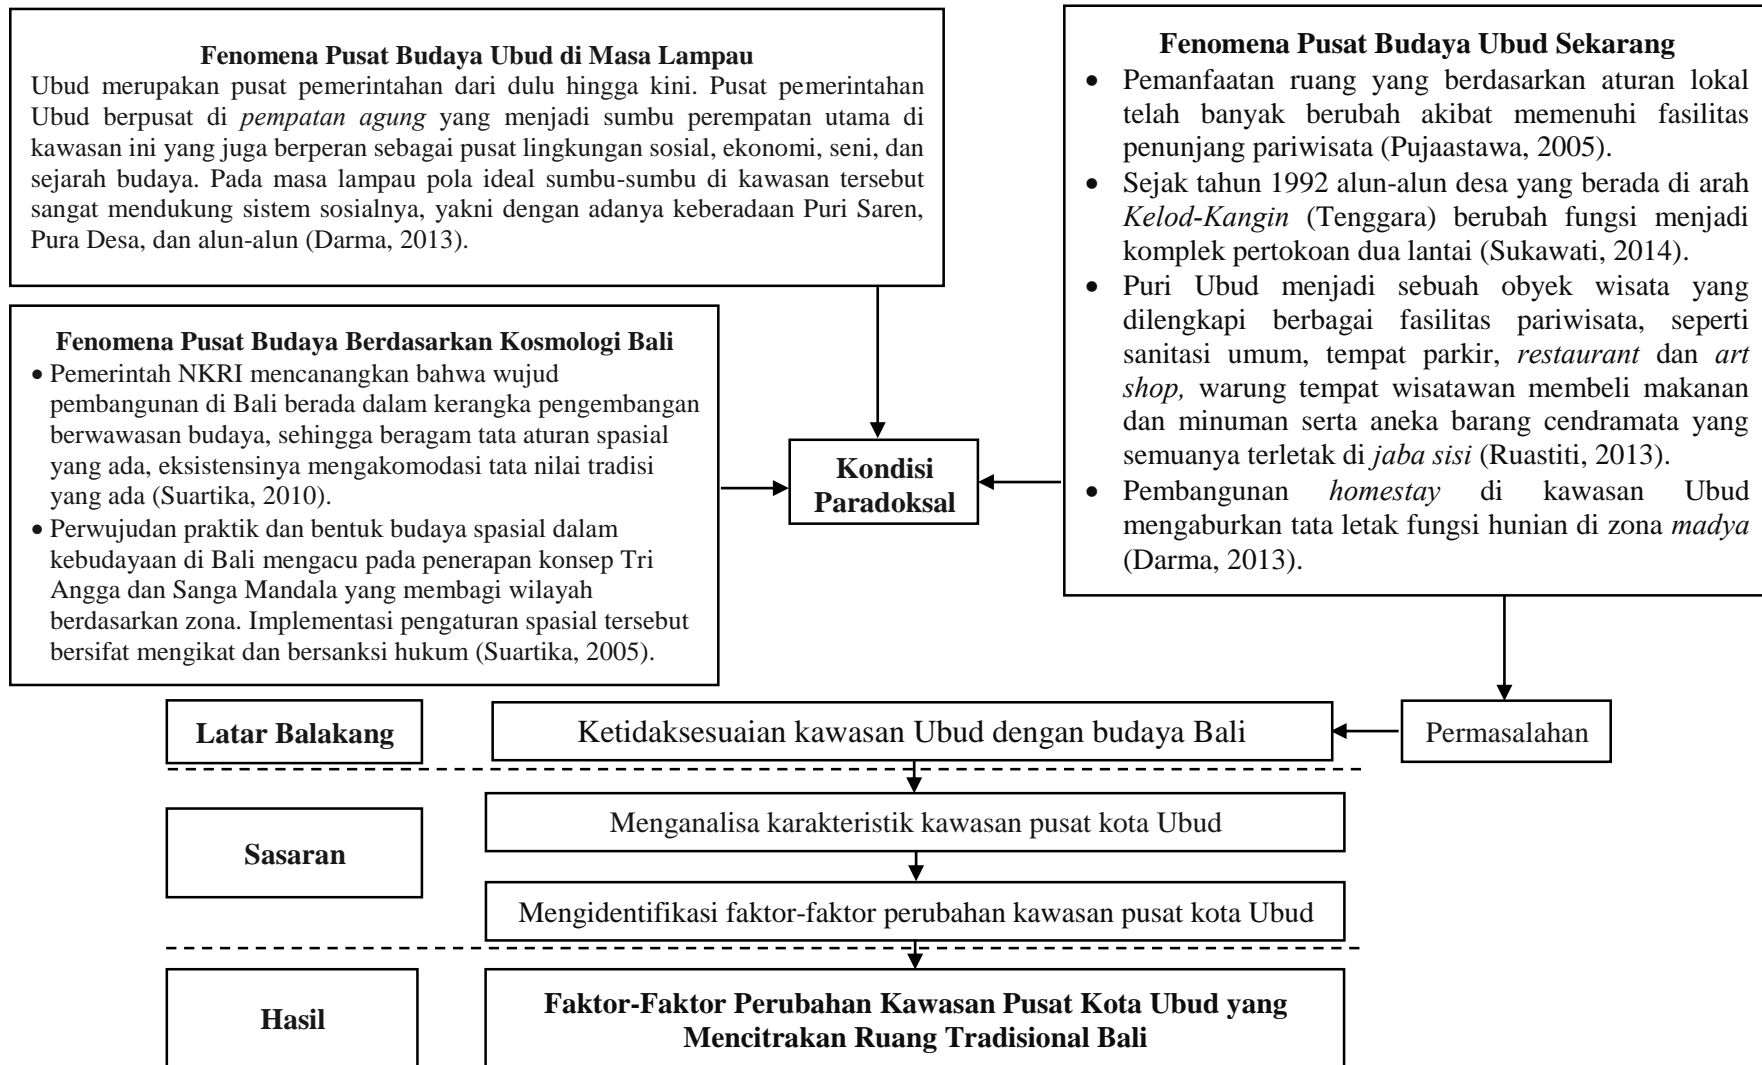 Fenomena Pusat Budaya Ubud di Masa Lampau
Ubud merupakan pusat pemerintahan dari dulu hingga kini. Pusat pemerintahan
Ubud berpusat di pempatan agung yang menjadi sumbu perempatan utama di
kawasan ini yang juga berperan sebagai pusat lingkungan sosial, ekonomi, seni, dan
sejarah budaya. Pada masa lampau pola ideal sumbu-sumbu di kawasan tersebut
sangat mendukung sistem sosialnya, yakni dengan adanya keberadaan Puri Saren,
Pura Desa, dan alun-alun (Darma, 2013).
Fenomena Pusat Budaya Berdasarkan Kosmologi Bali
• Pemerintah NKRI mencanangkan bahwa wujud
pembangunan di Bali berada dalam kerangka pengembangan
berwawasan budaya, sehingga beragam tata aturan spasial
yang ada, eksistensinya mengakomodasi tata nilai tradisi
yang ada (Suartika, 2010).
• Perwujudan praktik dan bentuk budaya spasial dalam
kebudayaan di Bali mengacu pada penerapan konsep Tri
Angga dan Sanga Mandala yang membagi wilayah
berdasarkan zona. Implementasi pengaturan spasial tersebut
bersifat mengikat dan bersanksi hukum (Suartika, 2005).
Kondisi
Paradoksal
Fenomena Pusat Budaya Ubud Sekarang
• Pemanfaatan ruang yang berdasarkan aturan lokal
telah banyak berubah akibat memenuhi fasilitas
penunjang pariwisata (Pujaastawa, 2005).
• Sejak tahun 1992 alun-alun desa yang berada di arah
Kelod-Kangin (Tenggara) berubah fungsi menjadi
komplek pertokoan dua lantai (Sukawati, 2014).
• Puri Ubud menjadi sebuah obyek wisata yang
dilengkapi berbagai fasilitas pariwisata, seperti
sanitasi umum, tempat parkir, restaurant dan art
shop, warung tempat wisatawan membeli makanan
dan minuman serta aneka barang cendramata yang
semuanya terletak di jaba sisi (Ruastiti, 2013).
• Pembangunan homestay di kawasan Ubud
mengaburkan tata letak fungsi hunian di zona madya
(Darma, 2013).
Latar Balakang
Ketidaksesuaian kawasan Ubud dengan budaya Bali
Permasalahan
Sasaran
Menganalisa karakteristik kawasan pusat kota Ubud
Mengidentifikasi faktor-faktor perubahan kawasan pusat kota Ubud
Hasil
Faktor-Faktor Perubahan Kawasan Pusat Kota Ubud yang
Mencitrakan Ruang Tradisional Bali